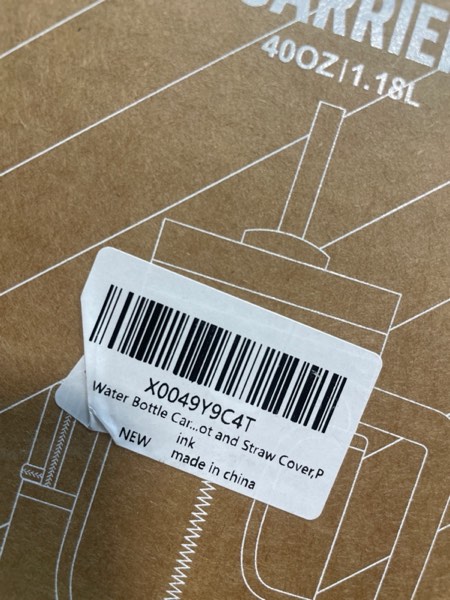 CARRIER
40OZ|1.18L
X0049Y9C4T
Water Bottle Car...ot and Straw Cover,P
ink
NEW
made in china